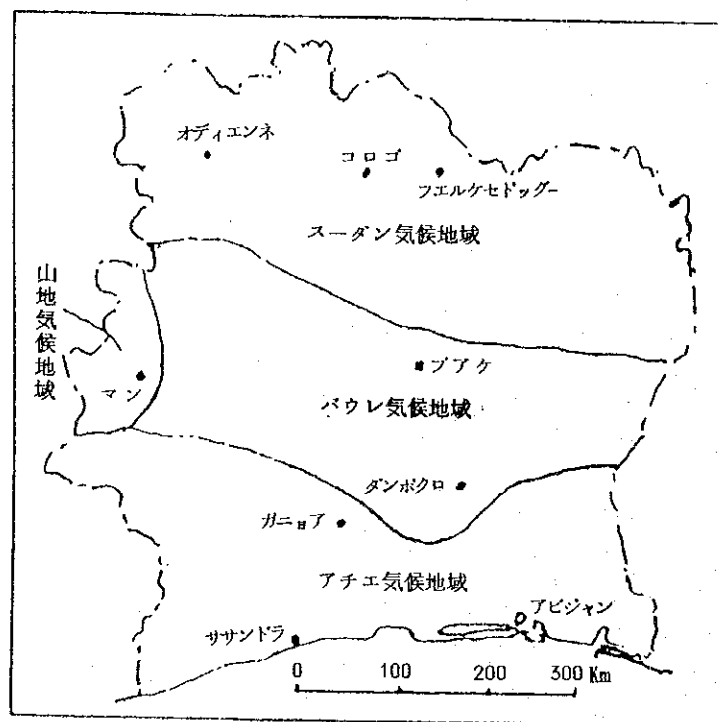 オディエンネ
コロゴ
フエルケセドッグー
スーダン気候地域
山地気候地域
マン
ブアケ
バウレ気候地域
ダンボクロ
ガニョア
アチエ気候地域
アビジャン
ササンドラ
0 100 200 300 Km